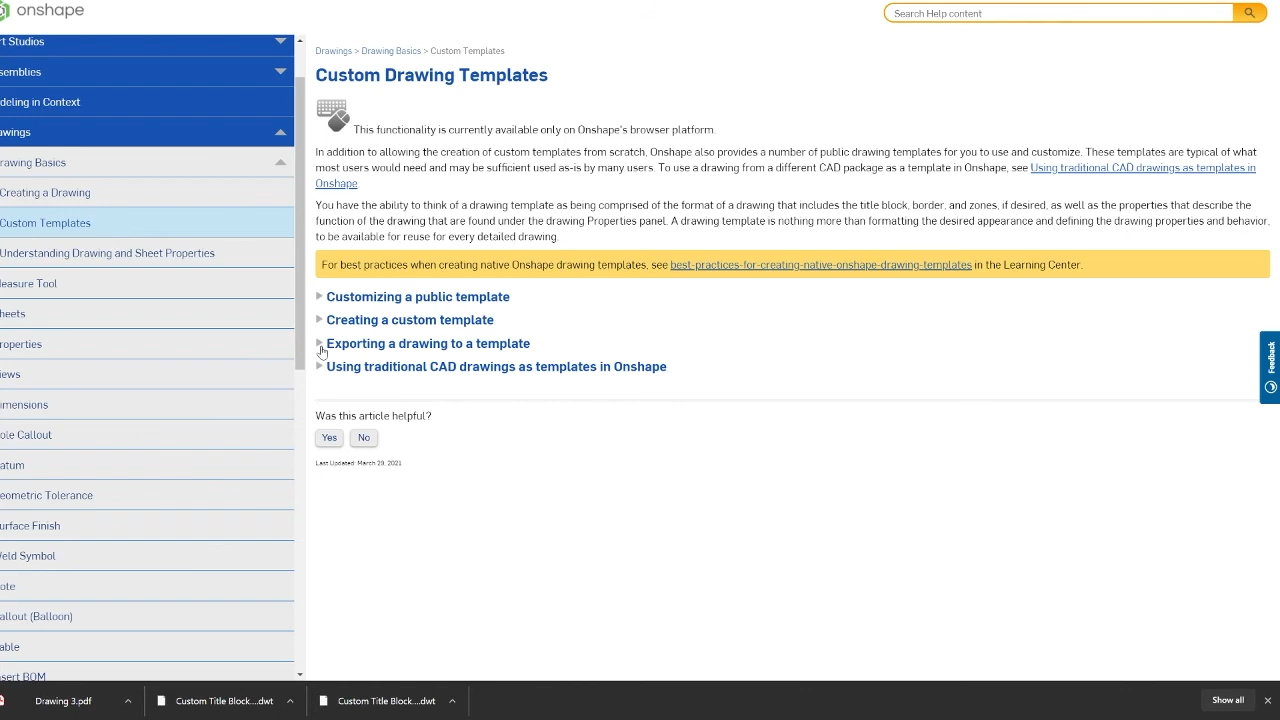 onshape
Search Help content
rt Studios
semblies
deling in Context
awings
rawing Basics
Creating a Drawing
Custom Templates
Understanding Drawing and Sheet Properties
easure Tool
heets
roperties
iews
imensions
ole Callout
atum
eometric Tolerance
urface Finish
Weld Symbol
ote
allout (Balloon)
able
nsert BOM
Drawings > Drawing Basics > Custom Templates
Custom Drawing Templates
This functionality is currently available only on Onshape's browser platform.
In addition to allowing the creation of custom templates from scratch, Onshape also provides a number of public drawing templates for you to use and customize. These templates are typical of what
most users would need and may be sufficient used as-is by many users. To use a drawing from a different CAD package as a template in Onshape, see Using traditional CAD drawings as templates in
Onshape.
You have the ability to think of a drawing template as being comprised of the format of a drawing that includes the title block, border, and zones, if desired, as well as the properties that describe the
function of the drawing that are found under the drawing Properties panel. A drawing template is nothing more than formatting the desired appearance and defining the drawing properties and behavior,
to be available for reuse for every detailed drawing.
For best practices when creating native Onshape drawing templates, see best-practices-for-creating-native-onshape-drawing-templates in the Learning Center.
Customizing a public template
Creating a custom template
Exporting a drawing to a template
Using traditional CAD drawings as templates in Onshape
Was this article helpful?
Yes No
Last Updated: March 29, 2021
Feedback
Drawing 3.pdf
Custom Title Block....dwt
Custom Title Block....dwt
Show all